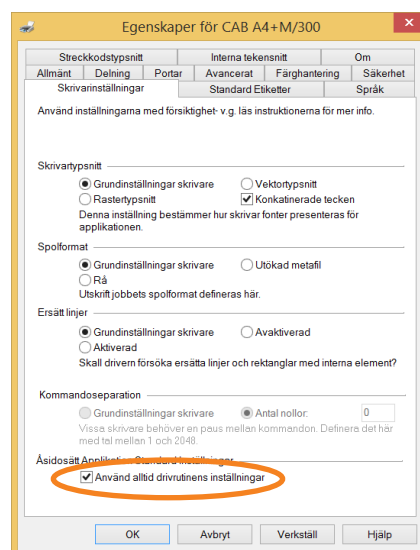 Egenskaper för CAB A4+M/300
Streckkodstypsnitt Interna tekensnitt Om
Allmänt Delning Portar Avancerat Färghantering Säkerhet
Skrivarinställningar Standard Etiketter Språk
Använd inställningarna med försiktighet- v.g. läs instruktionerna för mer info.
Skrivartypsnitt
Grundinställningar skrivare Vektortypsnitt
Rastertypsnitt Konkatinerade tecken
Denna inställning bestämmer hur skrivar fonter presenteras för
applikationen.
Spolformat
Grundinställningar skrivare Utökad metafil
Rå
Utskrift jobbets spolformat defineras här.
Ersätt linjer
Grundinställningar skrivare Avaktiverad
Aktiverad
Skall drivern försöka ersätta linjer och rektanglar med interna element?
Kommandoseparation
Grundinställningar skrivare Antal nollor: 0
Vissa skrivare behöver en paus mellan kommandon. Definera det här
med tal mellan 1 och 2048.
Åsidosätt Applikation Standard Inställningar
Använd alltid drivrutinens inställningar
OK Avbryt Verkställ Hjälp